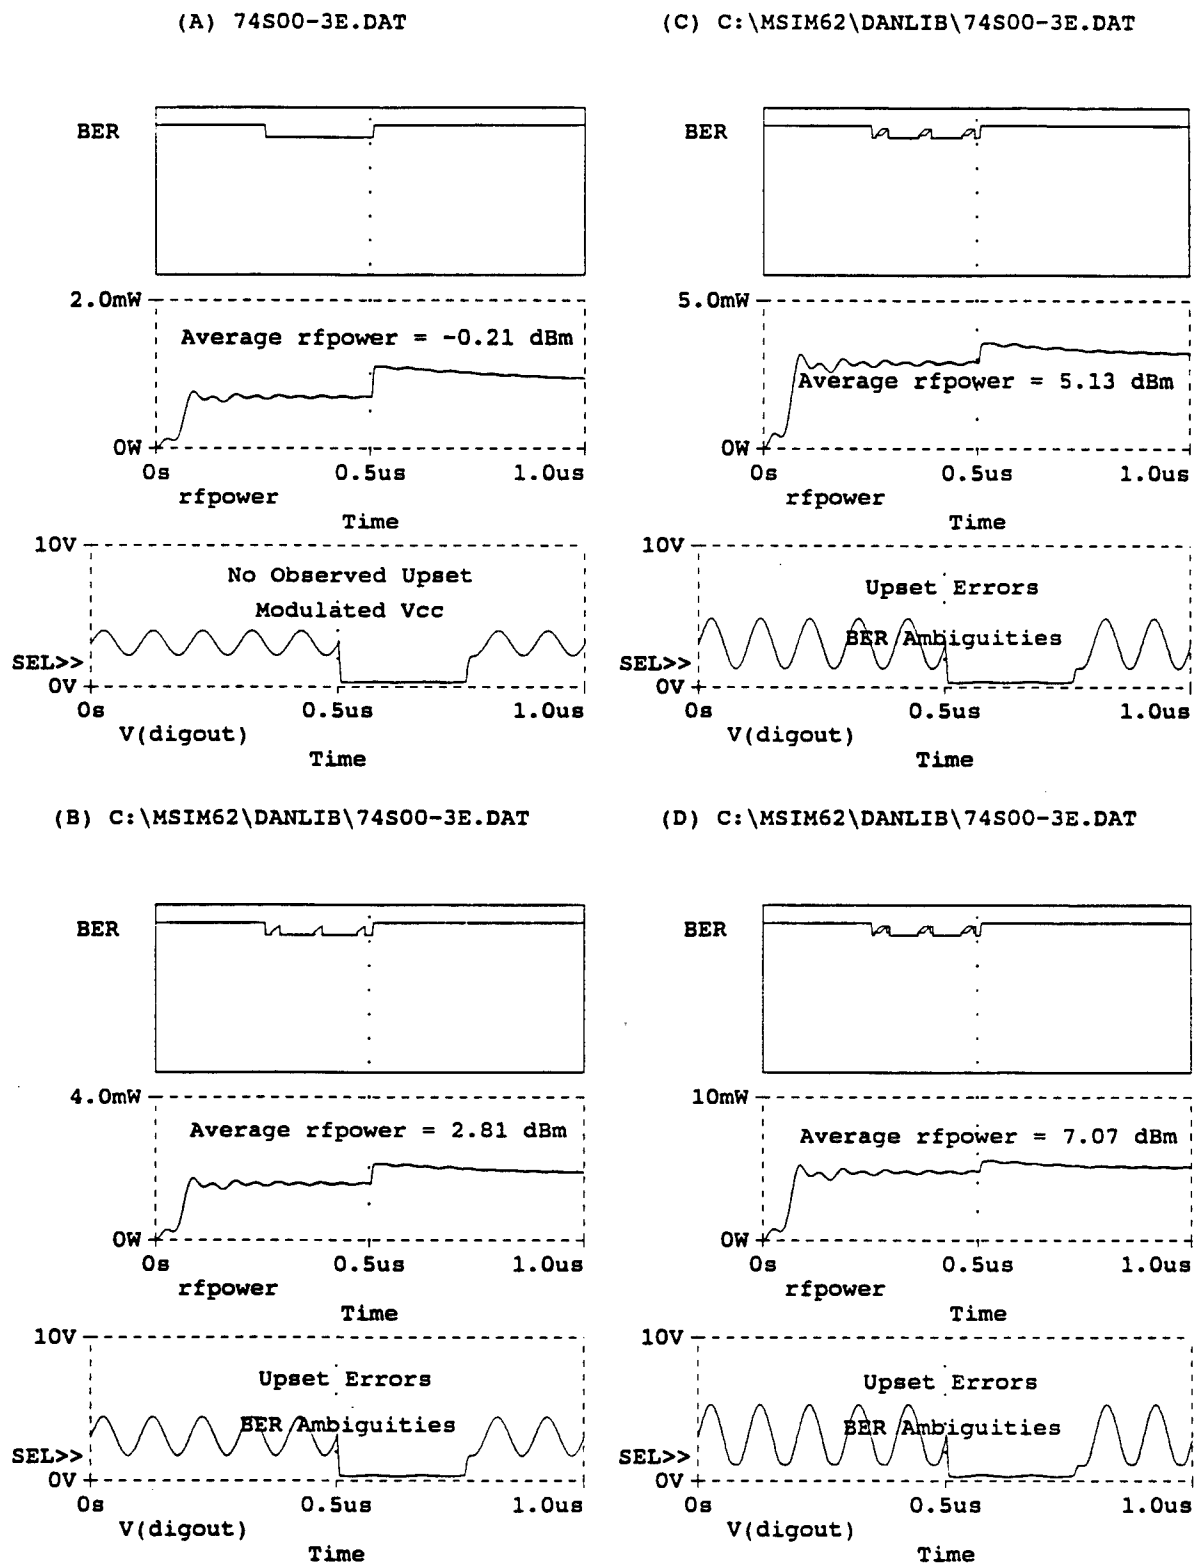 (A) 74S00-3E.DAT
BER
2.0mW
Average rfpower = -0.21 dBm
0W
0s 0.5us 1.0us
rfpower
Time
10V
No Observed Upset
Modulated Vcc
SEL>>
0V
0s 0.5us 1.0us
V(digout)
Time
(C) C:\MSIM62\DANLIB\74S00-3E.DAT
BER
5.0mW
Average rfpower = 5.13 dBm
0W
0s 0.5us 1.0us
rfpower
Time
10V
Upset Errors
BER Ambiguities
SEL>>
0V
0s 0.5us 1.0us
V(digout)
Time
(B) C:\MSIM62\DANLIB\74S00-3E.DAT
BER
4.0mW
Average rfpower = 2.81 dBm
0W
0s 0.5us 1.0us
rfpower
Time
10V
Upset Errors
BER Ambiguities
SEL>>
0V
0s 0.5us 1.0us
V(digout)
Time
(D) C:\MSIM62\DANLIB\74S00-3E.DAT
BER
10mW
Average rfpower = 7.07 dBm
0W
0s 0.5us 1.0us
rfpower
Time
10V
Upset Errors
BER Ambiguities
SEL>>
0V
0s 0.5us 1.0us
V(digout)
Time